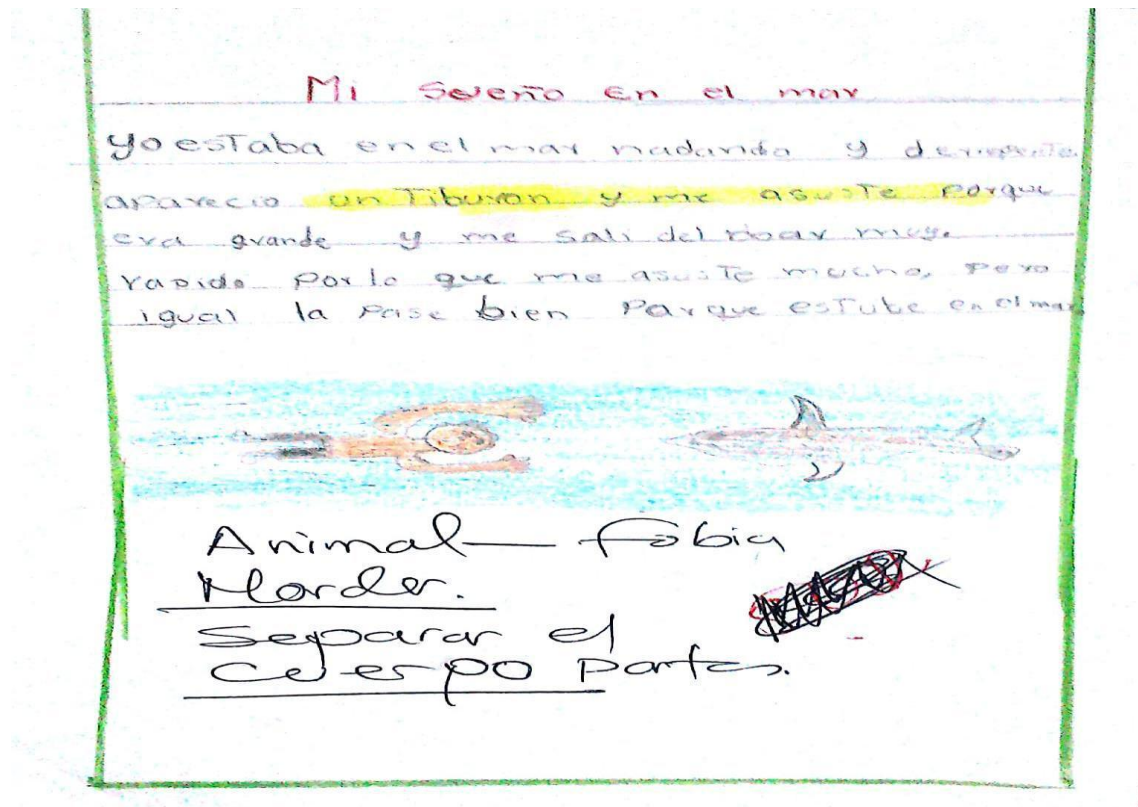 Mi Sueño en el mar
yo estaba en el mar nadando y derrepente
aparecio un Tiburon y me asuste porque
era grande y me sali del mar muy
rapido por lo que me asuste mucho, pero
igual la pase bien Porque esTube en el mar
Animal — fobia
Morder.
Separar el
cuerpo partes.